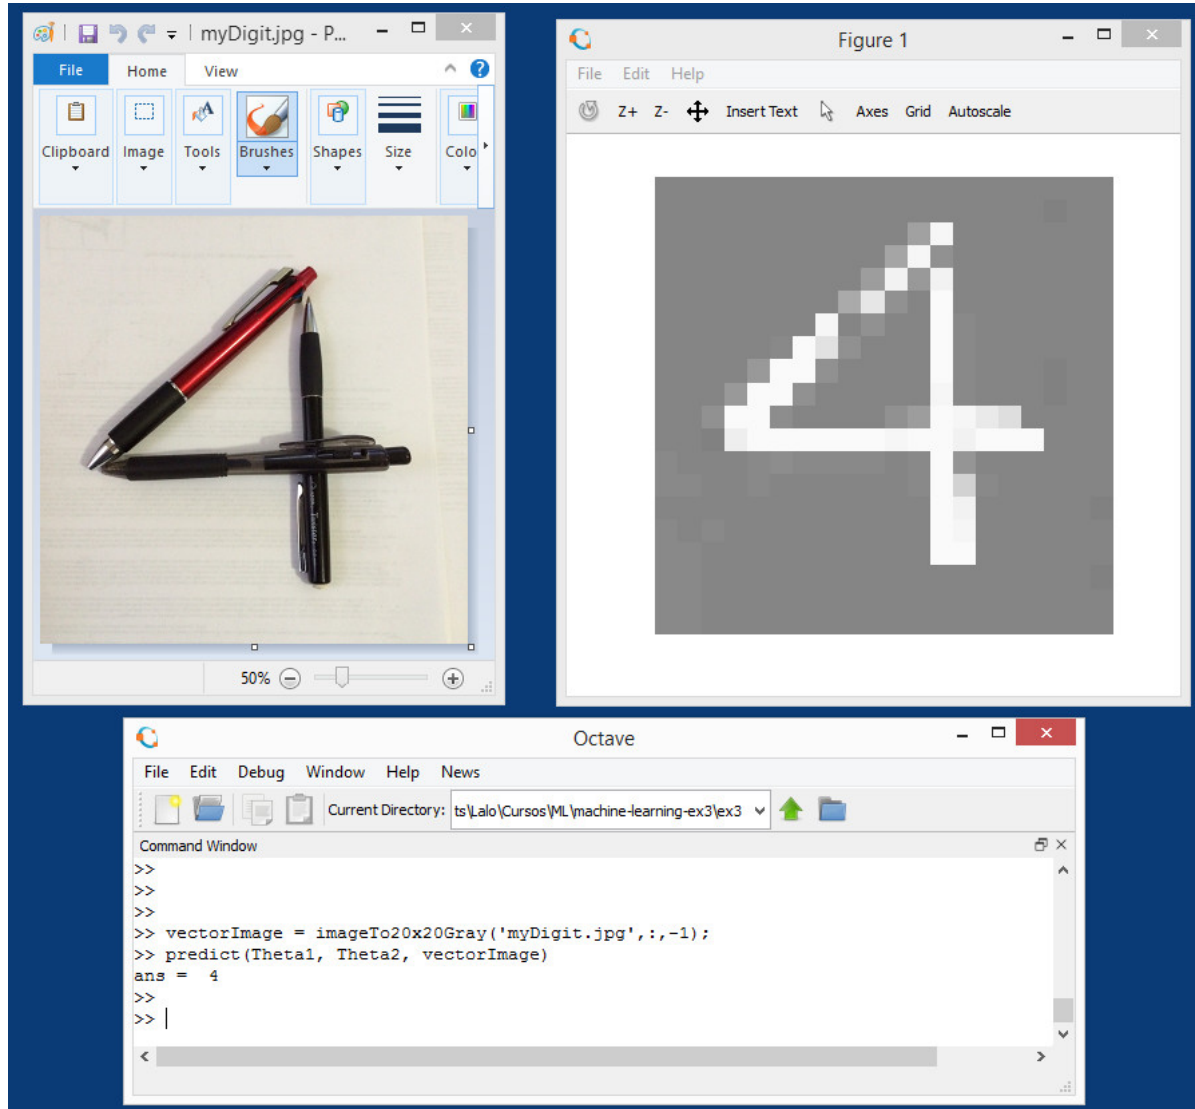 myDigit.jpg - P...
File Home View
Clipboard Image Tools Brushes Shapes Size Colo
50%
Figure 1
File Edit Help
Z+ Z- Insert Text Axes Grid Autoscale
Octave
File Edit Debug Window Help News
Current Directory: ts\Lalo\Cursos\ML\machine-learning-ex3\ex3
Command Window
>>
>>
>>
>> vectorImage = imageTo20x20Gray('myDigit.jpg',:,-1);
>> predict(Theta1, Theta2, vectorImage)
ans =  4
>>
>>